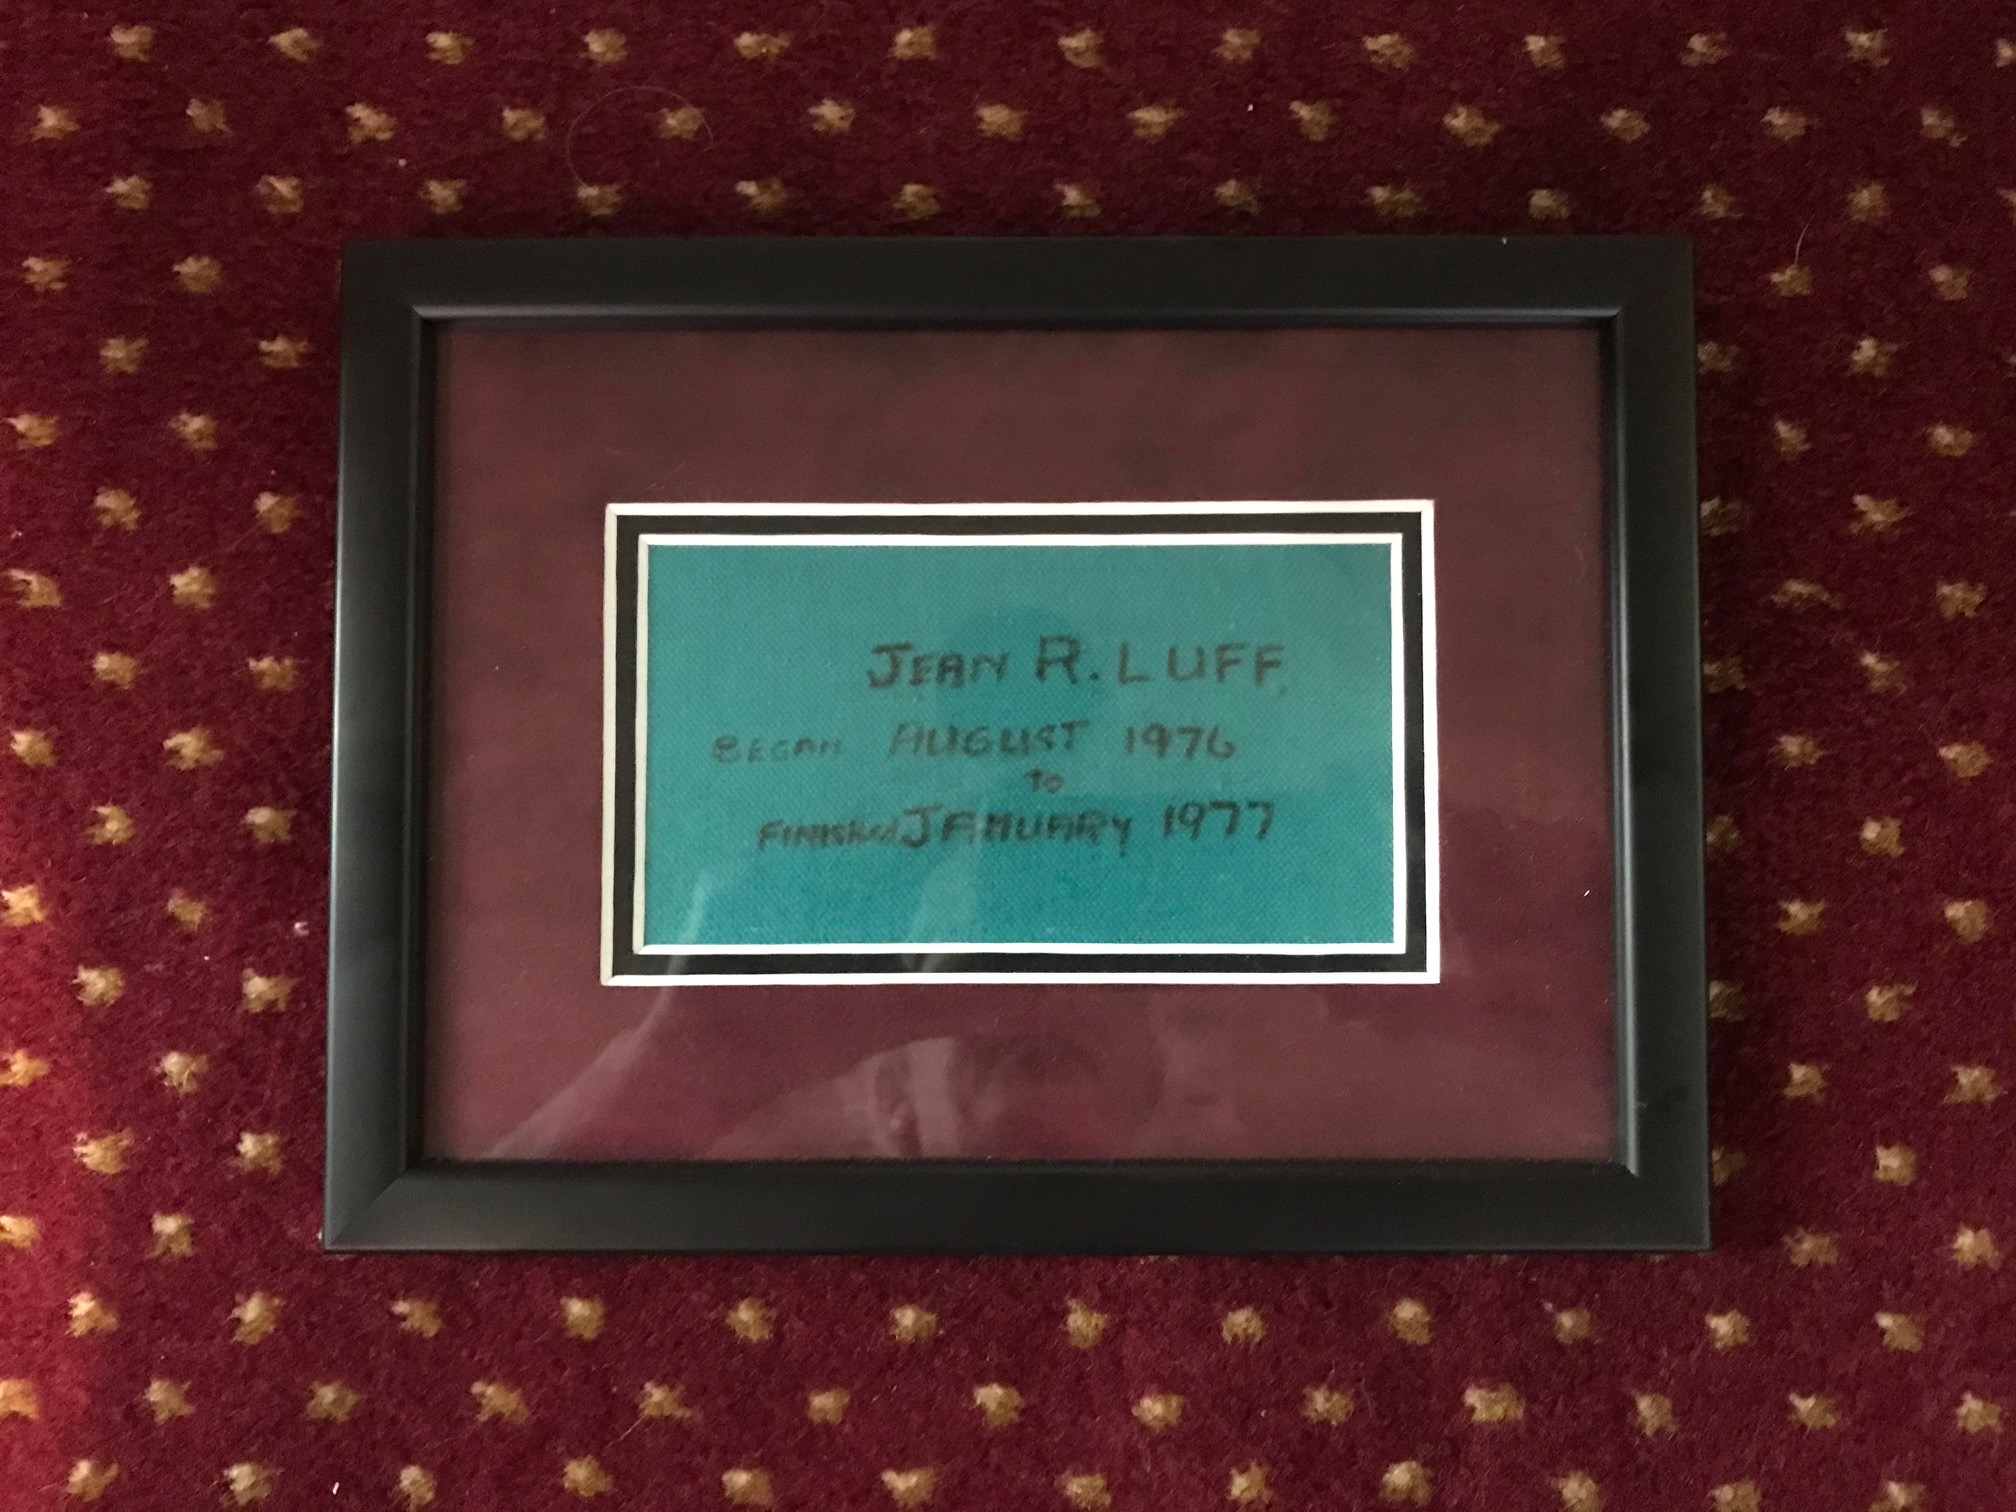 JEAN R. LUFF
BEGAN AUGUST 1976
TO
FINISHED JANUARY 1977